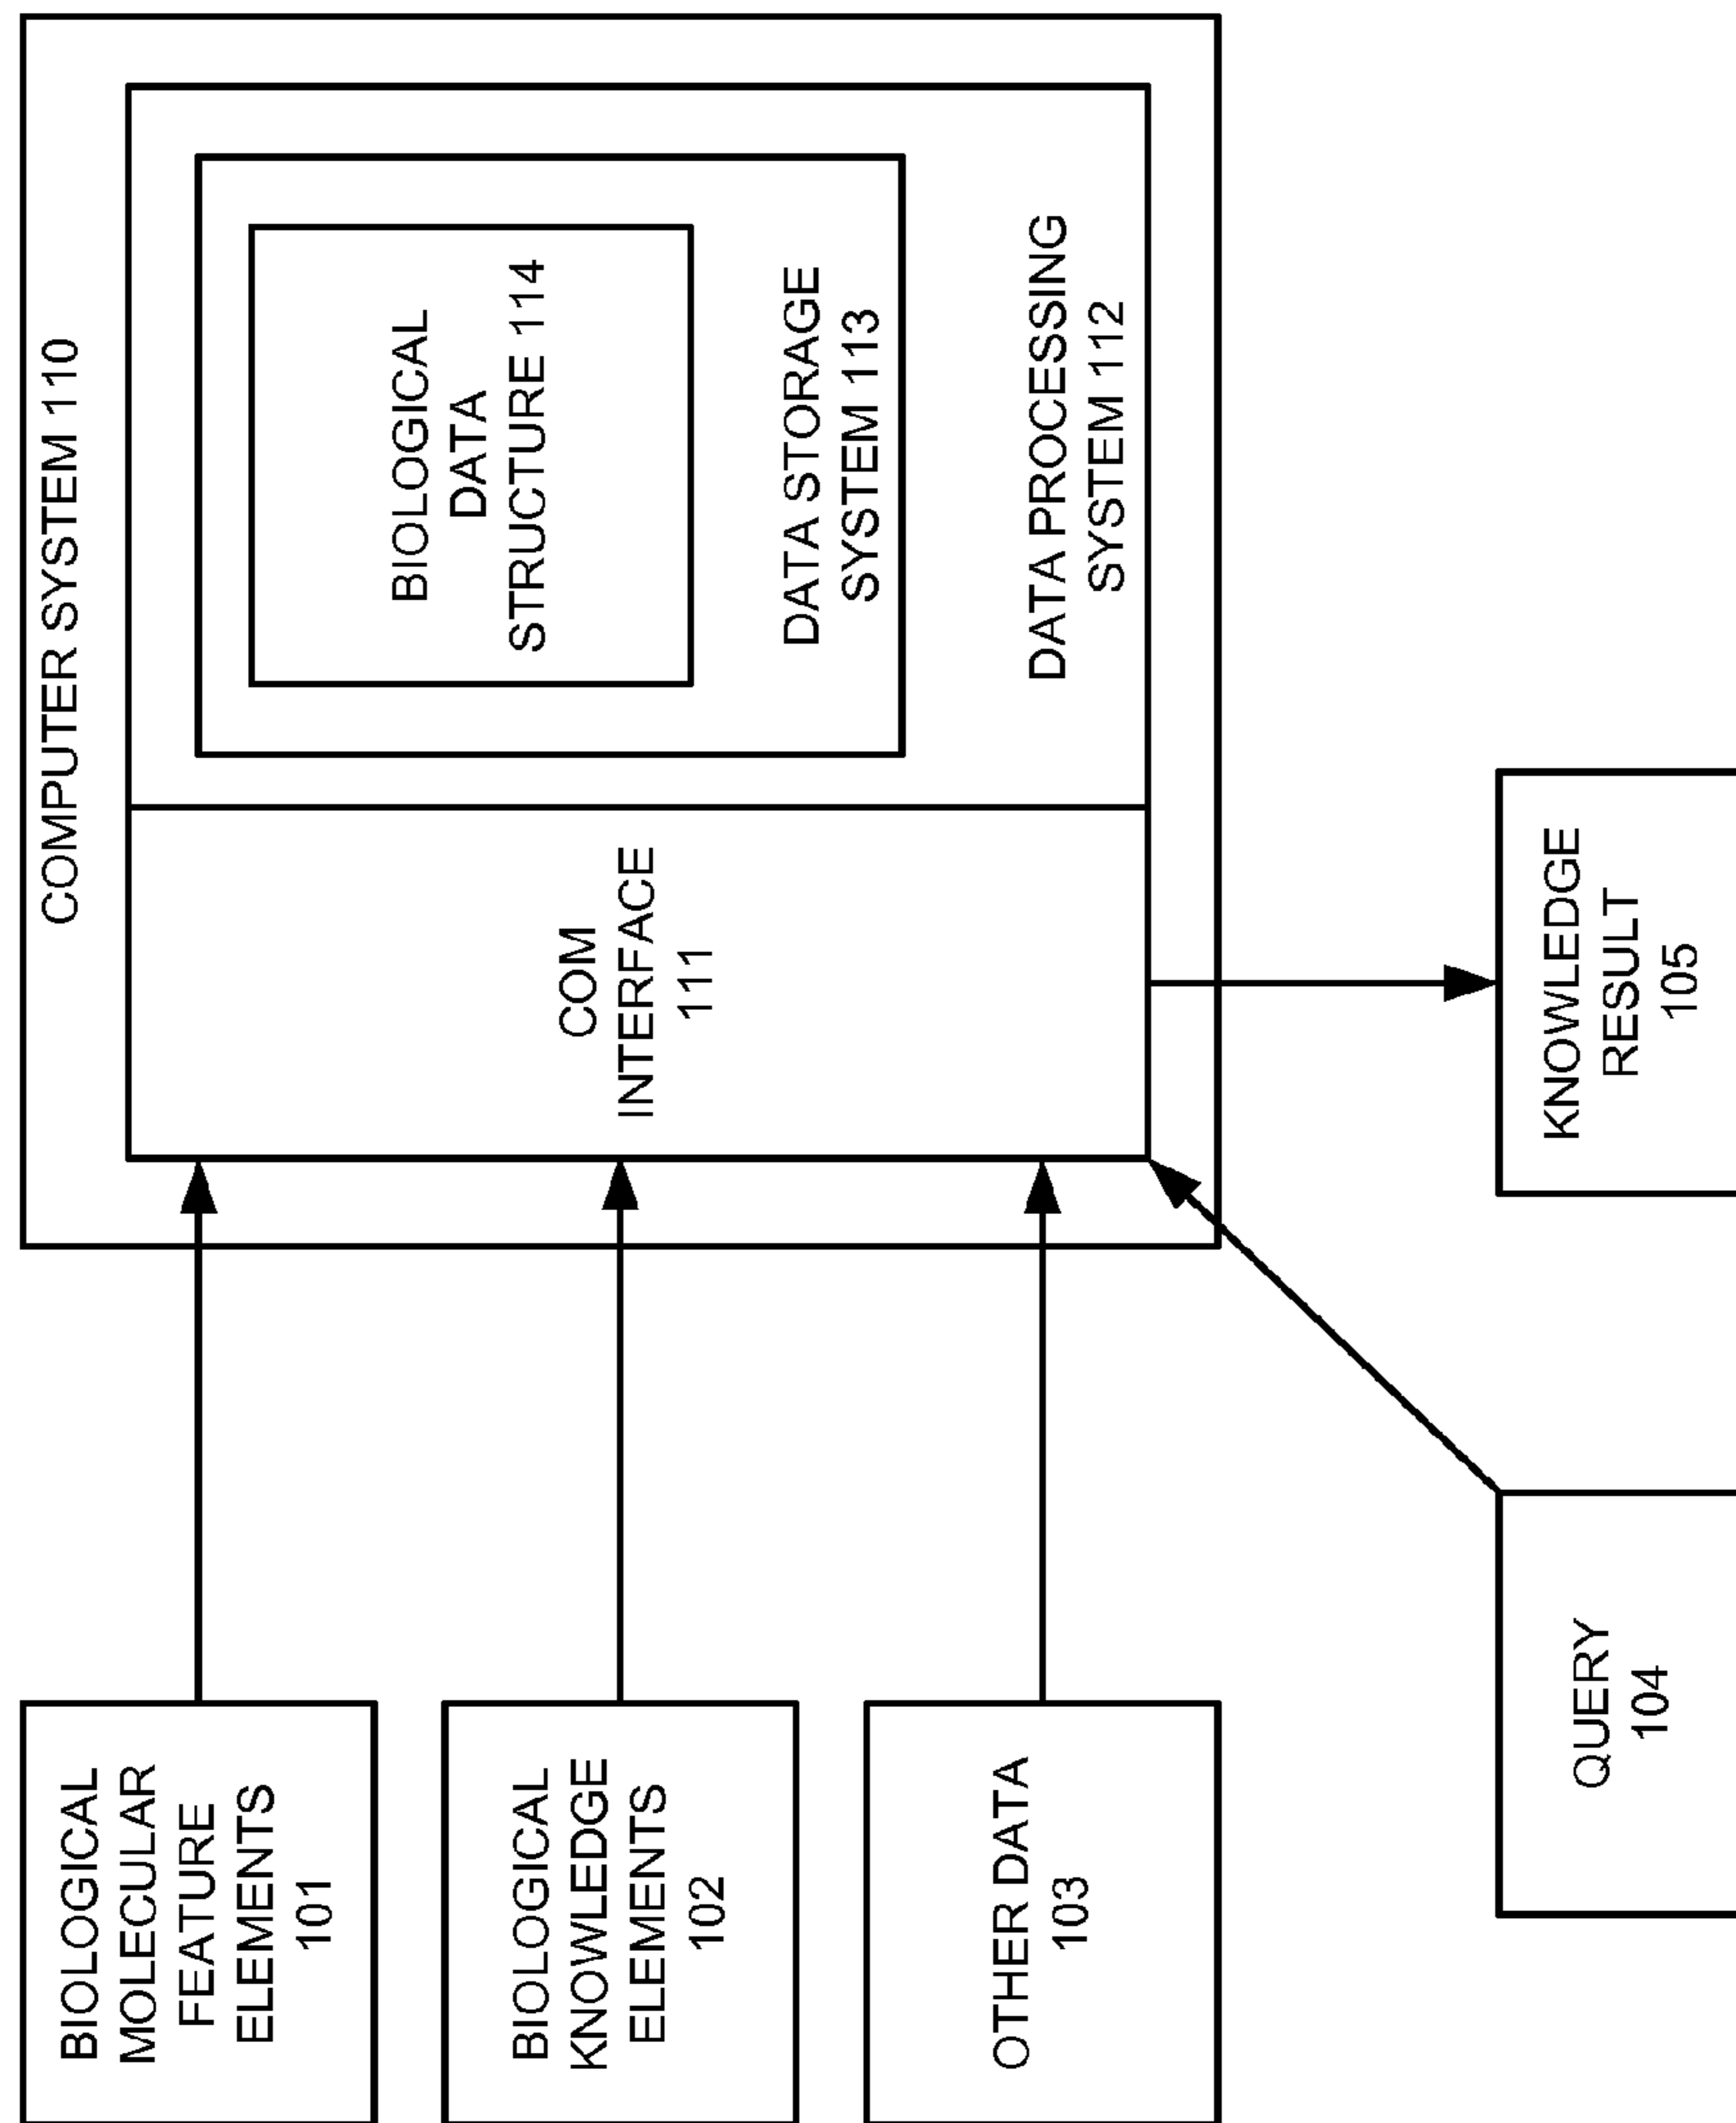 BIOLOGICAL
MOLECULAR
FEATURE
ELEMENTS
101
BIOLOGICAL
KNOWLEDGE
ELEMENTS
102
OTHER DATA
103
QUERY
104
COMPUTER SYSTEM 110
COM
INTERFACE
111
BIOLOGICAL
DATA
STRUCTURE 114
DATA STORAGE
SYSTEM 113
DATA PROCESSING
SYSTEM 112
KNOWLEDGE
RESULT
105